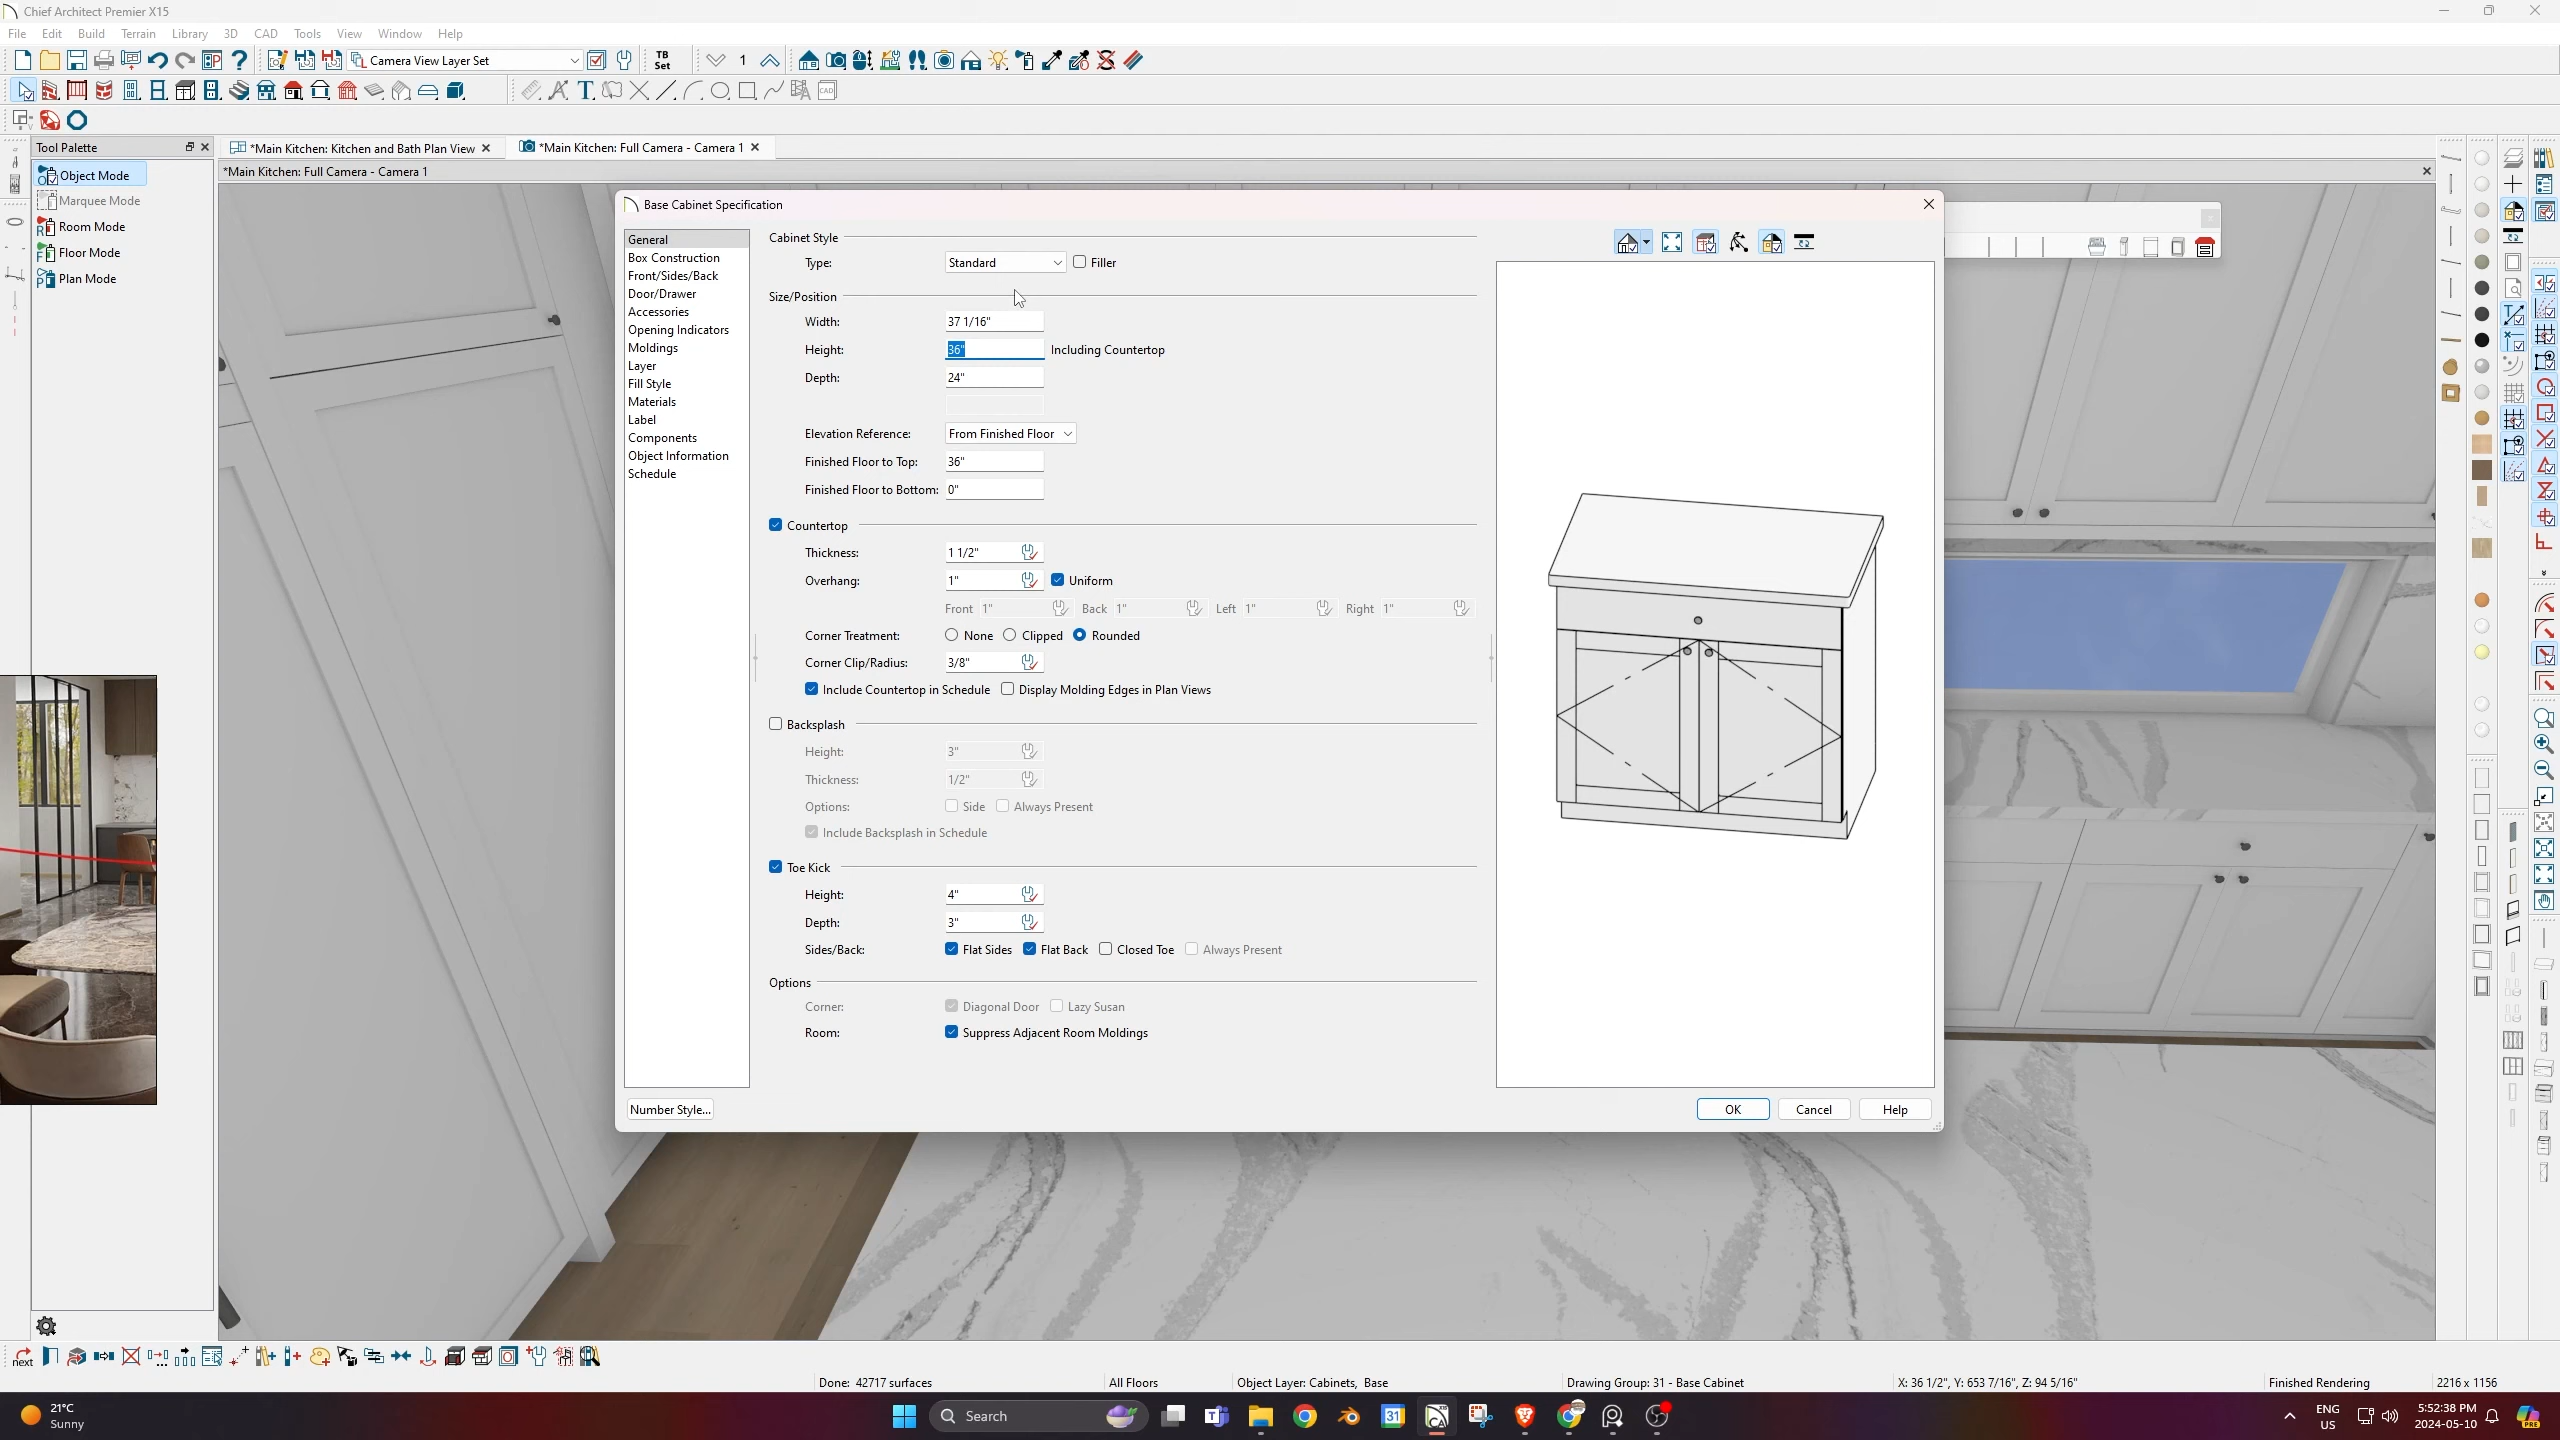 Chief Architect Premier X15
File Edit Build Terrain Library 3D CAD Tools View Window Help
Camera View Layer Set
TB Set
1
Tool Palette
*Main Kitchen: Kitchen and Bath Plan View
*Main Kitchen: Full Camera - Camera 1
*Main Kitchen: Full Camera - Camera 1
Object Mode
Marquee Mode
Room Mode
Floor Mode
Plan Mode
Base Cabinet Specification
General
Box Construction
Front/Sides/Back
Door/Drawer
Accessories
Opening Indicators
Moldings
Layer
Fill Style
Materials
Label
Components
Object Information
Schedule
Cabinet Style
Type: Standard Filler
Size/Position
Width: 37 1/16"
Height: 36" Including Countertop
Depth: 24"
Elevation Reference: From Finished Floor
Finished Floor to Top: 36"
Finished Floor to Bottom: 0"
Countertop
Thickness: 1 1/2"
Overhang: 1" Uniform
Front 1" Back 1" Left 1" Right 1"
Corner Treatment: None Clipped Rounded
Corner Clip/Radius: 3/8"
Include Countertop in Schedule Display Molding Edges in Plan Views
Backsplash
Height: 3"
Thickness: 1/2"
Options: Side Always Present
Include Backsplash in Schedule
Toe Kick
Height: 4"
Depth: 3"
Sides/Back: Flat Sides Flat Back Closed Toe Always Present
Options
Corner: Diagonal Door Lazy Susan
Room: Suppress Adjacent Room Moldings
Number Style... OK Cancel Help
next
Done: 42717 surfaces All Floors Object Layer: Cabinets, Base Drawing Group: 31 - Base Cabinet X: 36 1/2", Y: 653 7/16", Z: 94 5/16" Finished Rendering 2216 x 1156
21°C
Sunny
Search
31
ENG
US
5:52:38 PM
2024-05-10